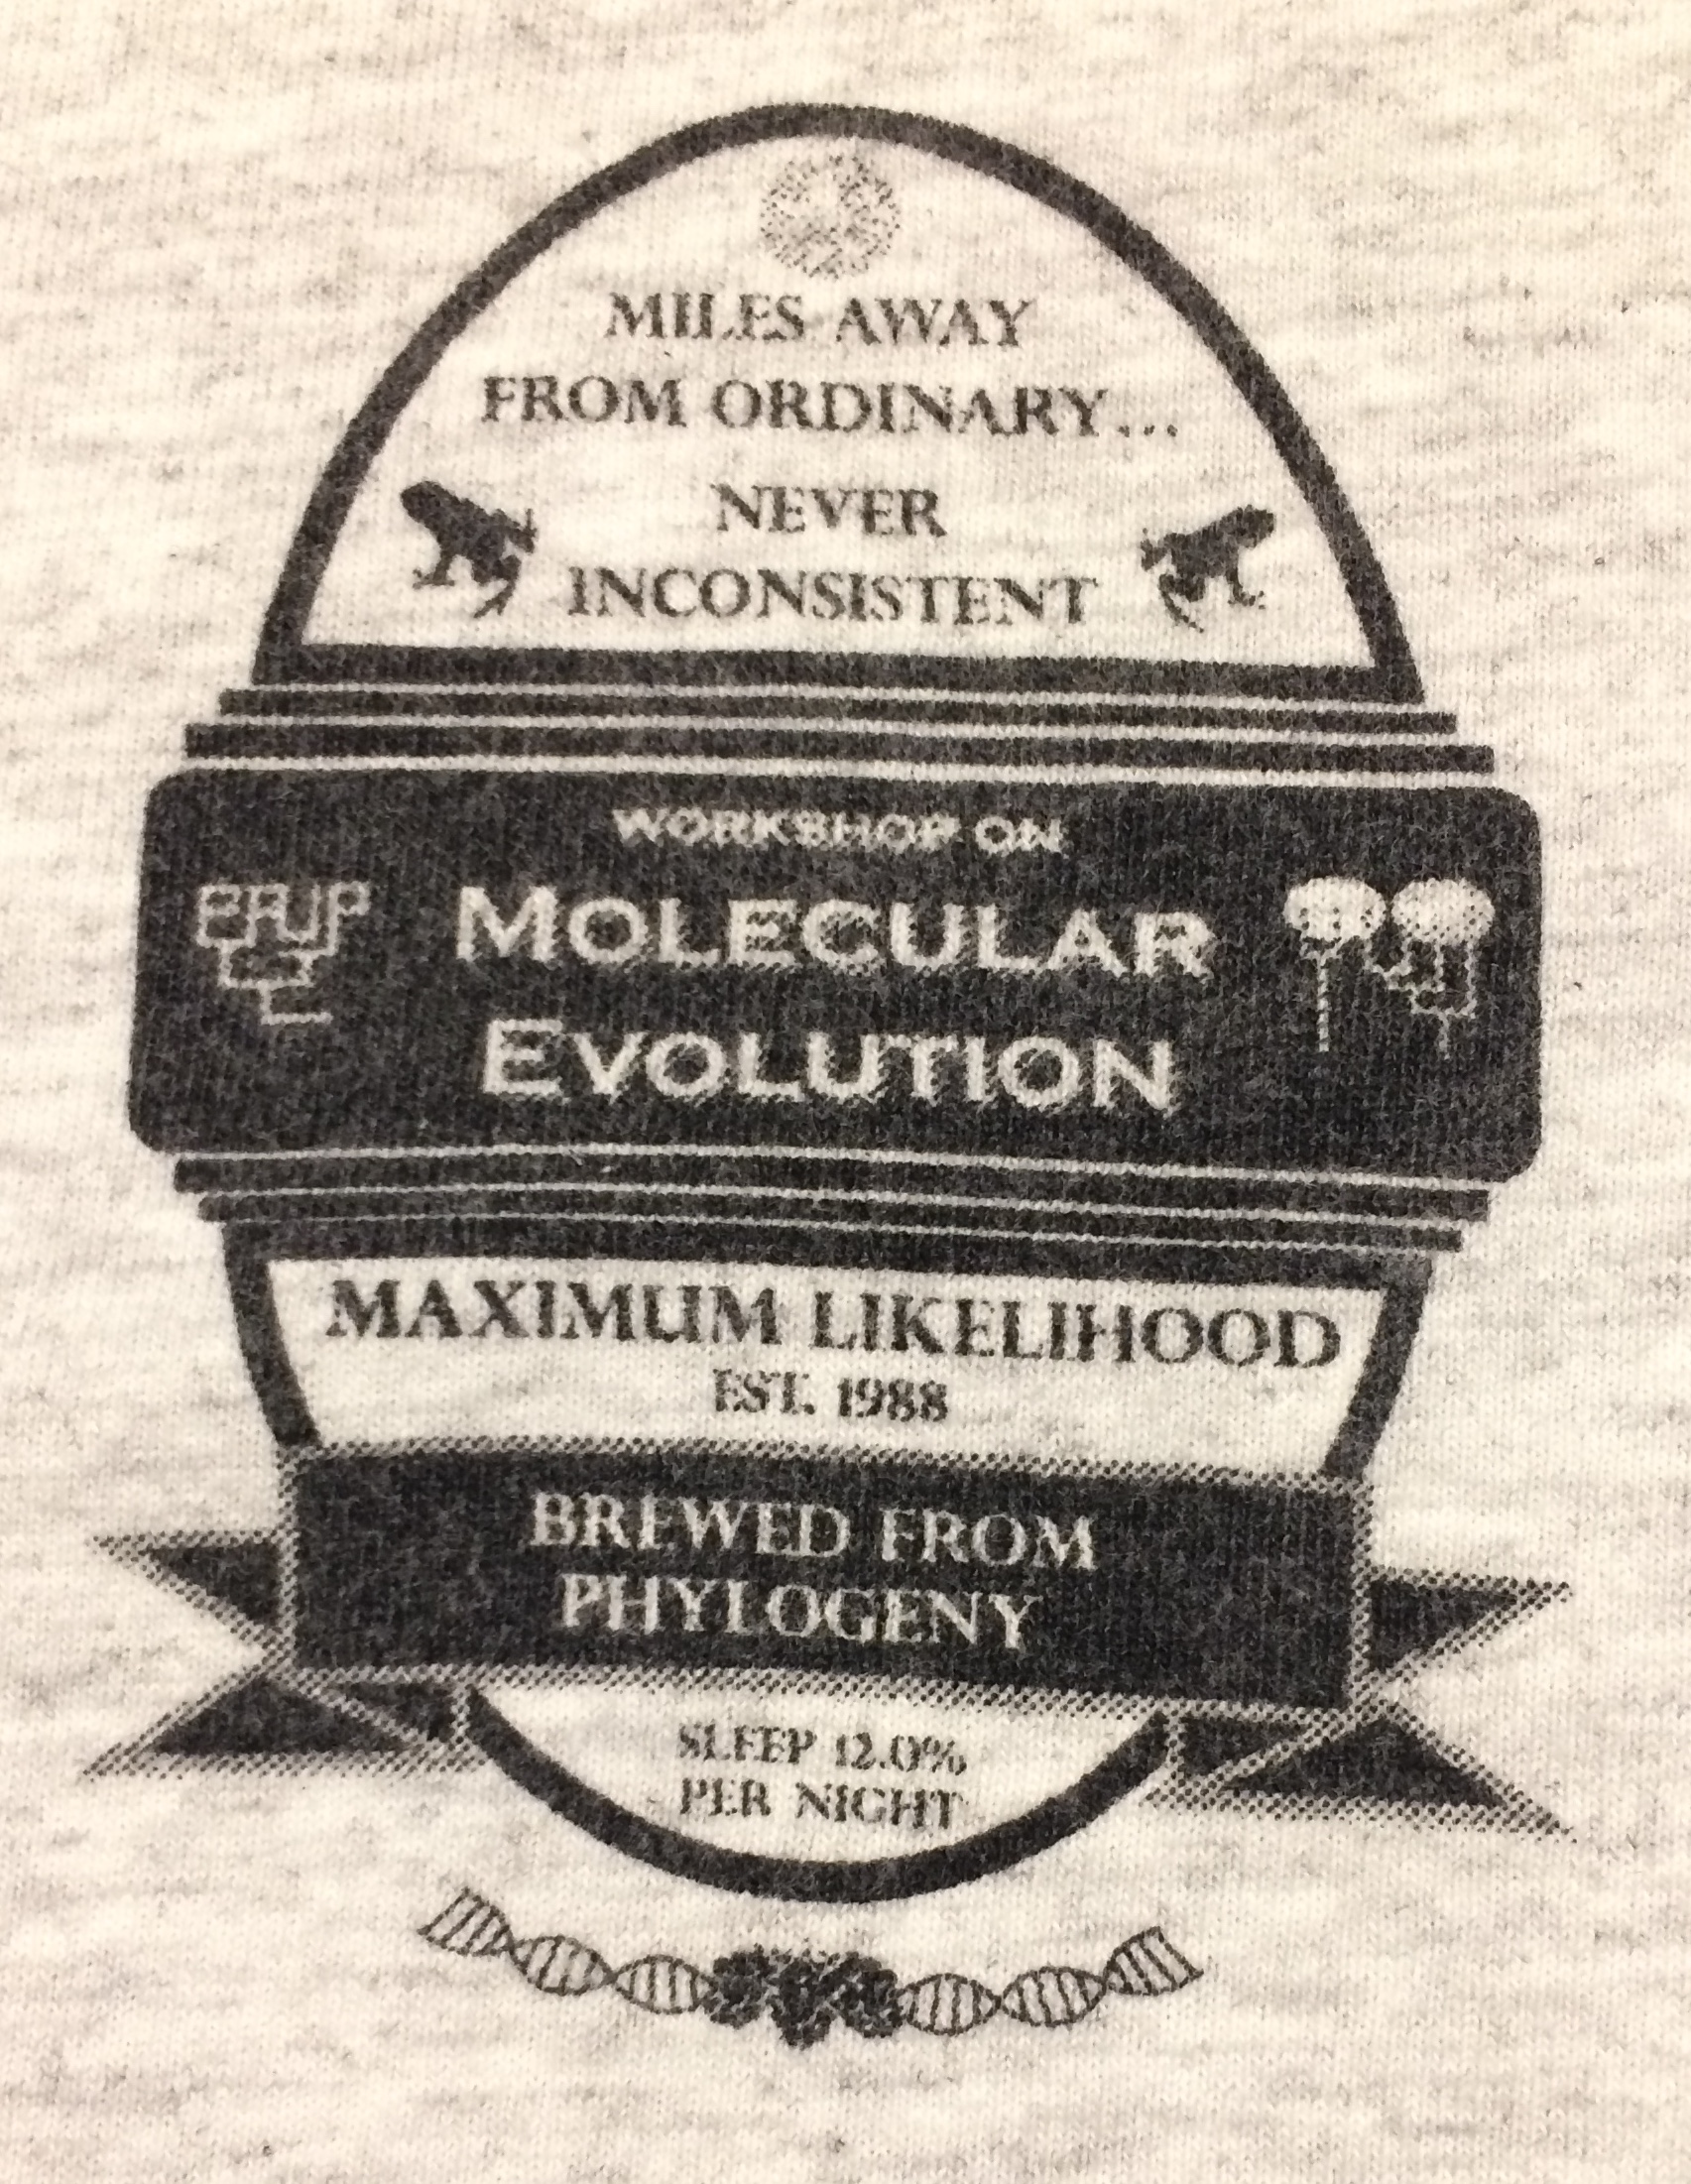 MILES AWAY
FROM ORDINARY...
NEVER
INCONSISTENT
WORKSHOP ON
PAUP
MOLECULAR
EVOLUTION
MAXIMUM LIKELIHOOD
EST. 1988
BREWED FROM
PHYLOGENY
SLEEP 12.0%
PER NIGHT